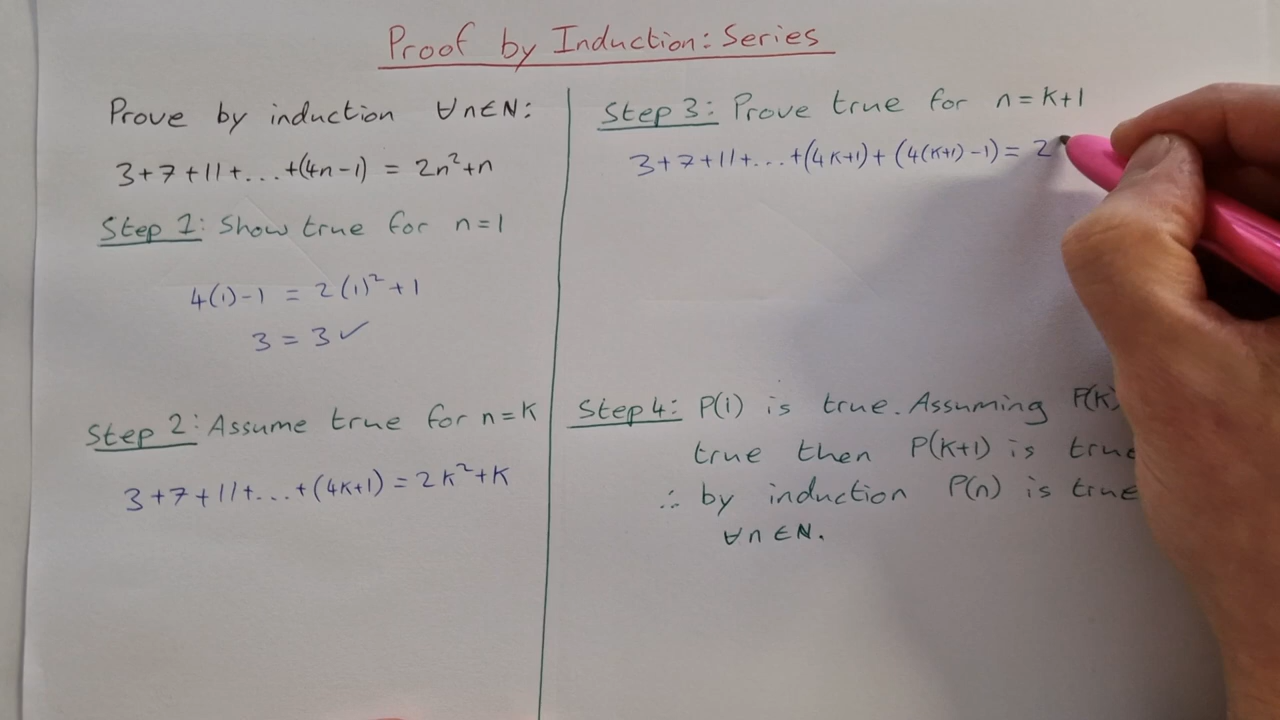 Proof by Induction: Series
Prove by induction ∀n∈N:
3+7+11+...+(4n-1) = 2n²+n
Step 1: Show true for n=1
4(1)-1 = 2(1)²+1
3 = 3 ✓
Step 2: Assume true for n=K
3+7+11+...+(4K+1) = 2K²+K
Step 3: Prove true for n=K+1
3+7+11+...+(4K+1)+(4(K+1)-1) = 2
Step 4: P(1) is true. Assuming P(K)
true then P(K+1) is true
∴ by induction P(n) is true
∀n∈N.